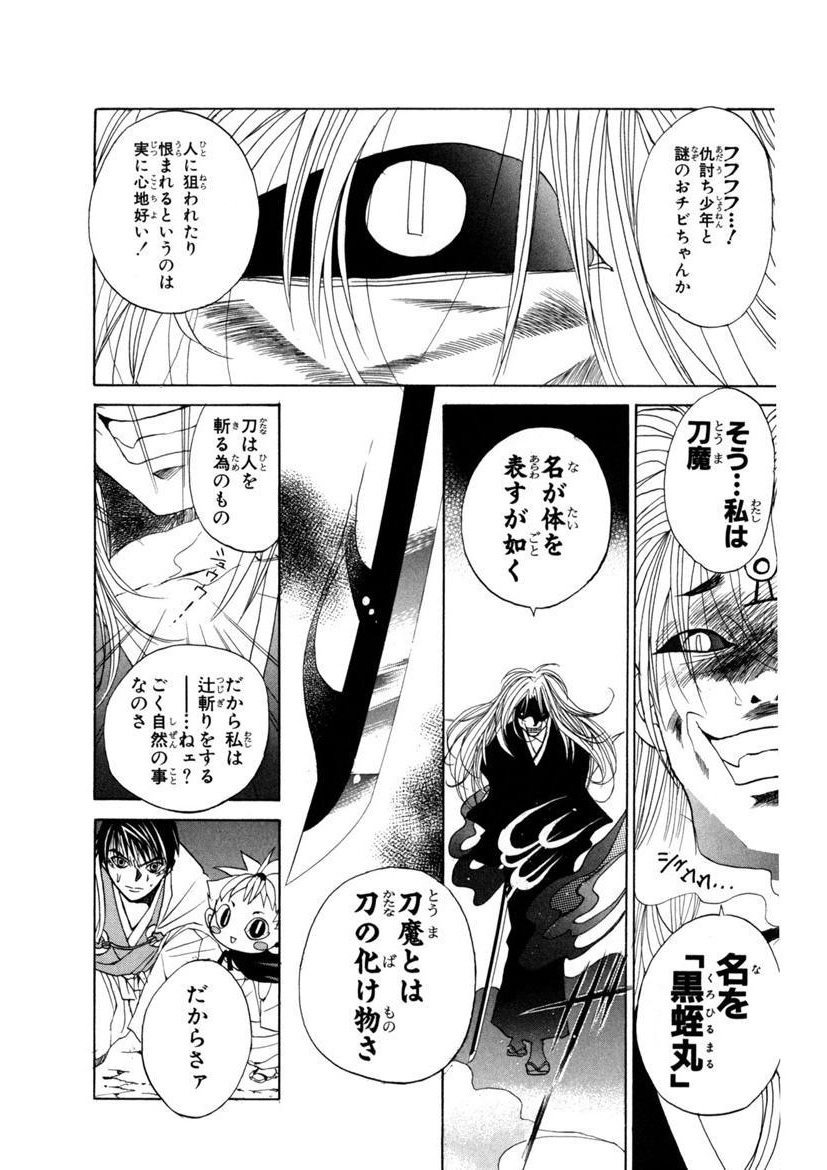 フフフフ…！
仇討ち少年と
謎のおチビちゃんか
人に狙われたり
恨まれるというのは
実に心地好い！
そう…私は
刀魔
名を
「黒蛭丸」
名が体を
表すが如く
刀魔とは
刀の化け物さ
刀は人を
斬る為のもの
だから私は
辻斬りをする
――…ねェ？
ごく自然の事
なのさ
だからさァ